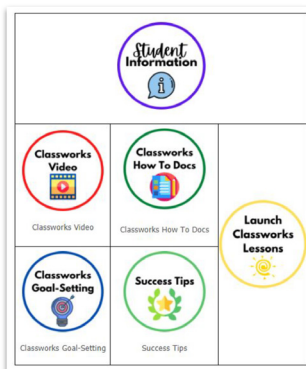 Student
Information
Classworks
Video
Classworks Video
Classworks
How To Docs
Classworks How To Docs
Launch
Classworks
Lessons
Classworks
Goal-Setting
Classworks Goal-Setting
Success Tips
Success Tips